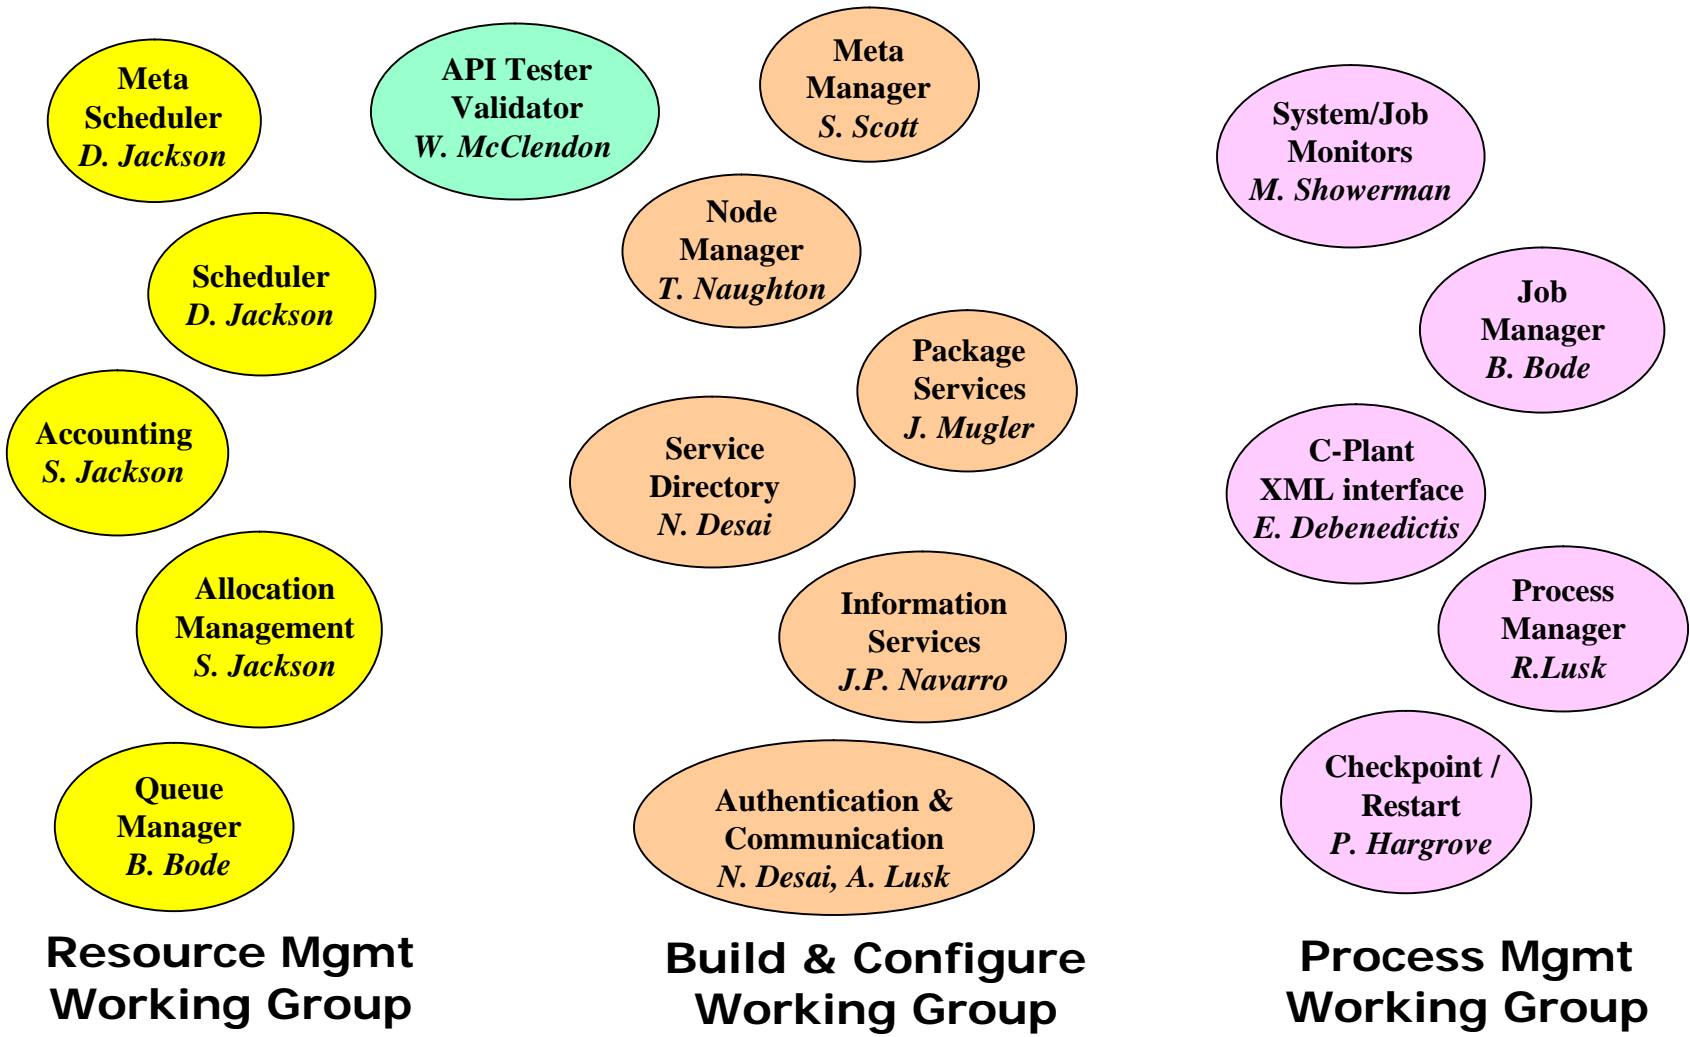 Meta
Scheduler
D. Jackson
Scheduler
D. Jackson
Accounting
S. Jackson
Allocation
Management
S. Jackson
Queue
Manager
B. Bode
Resource Mgmt
Working Group
API Tester
Validator
W. McClendon
Meta
Manager
S. Scott
Node
Manager
T. Naughton
Package
Services
J. Mugler
Service
Directory
N. Desai
Information
Services
J.P. Navarro
Authentication &
Communication
N. Desai, A. Lusk
Build & Configure
Working Group
System/Job
Monitors
M. Showerman
Job
Manager
B. Bode
C-Plant
XML interface
E. Debenedictis
Process
Manager
R.Lusk
Checkpoint /
Restart
P. Hargrove
Process Mgmt
Working Group